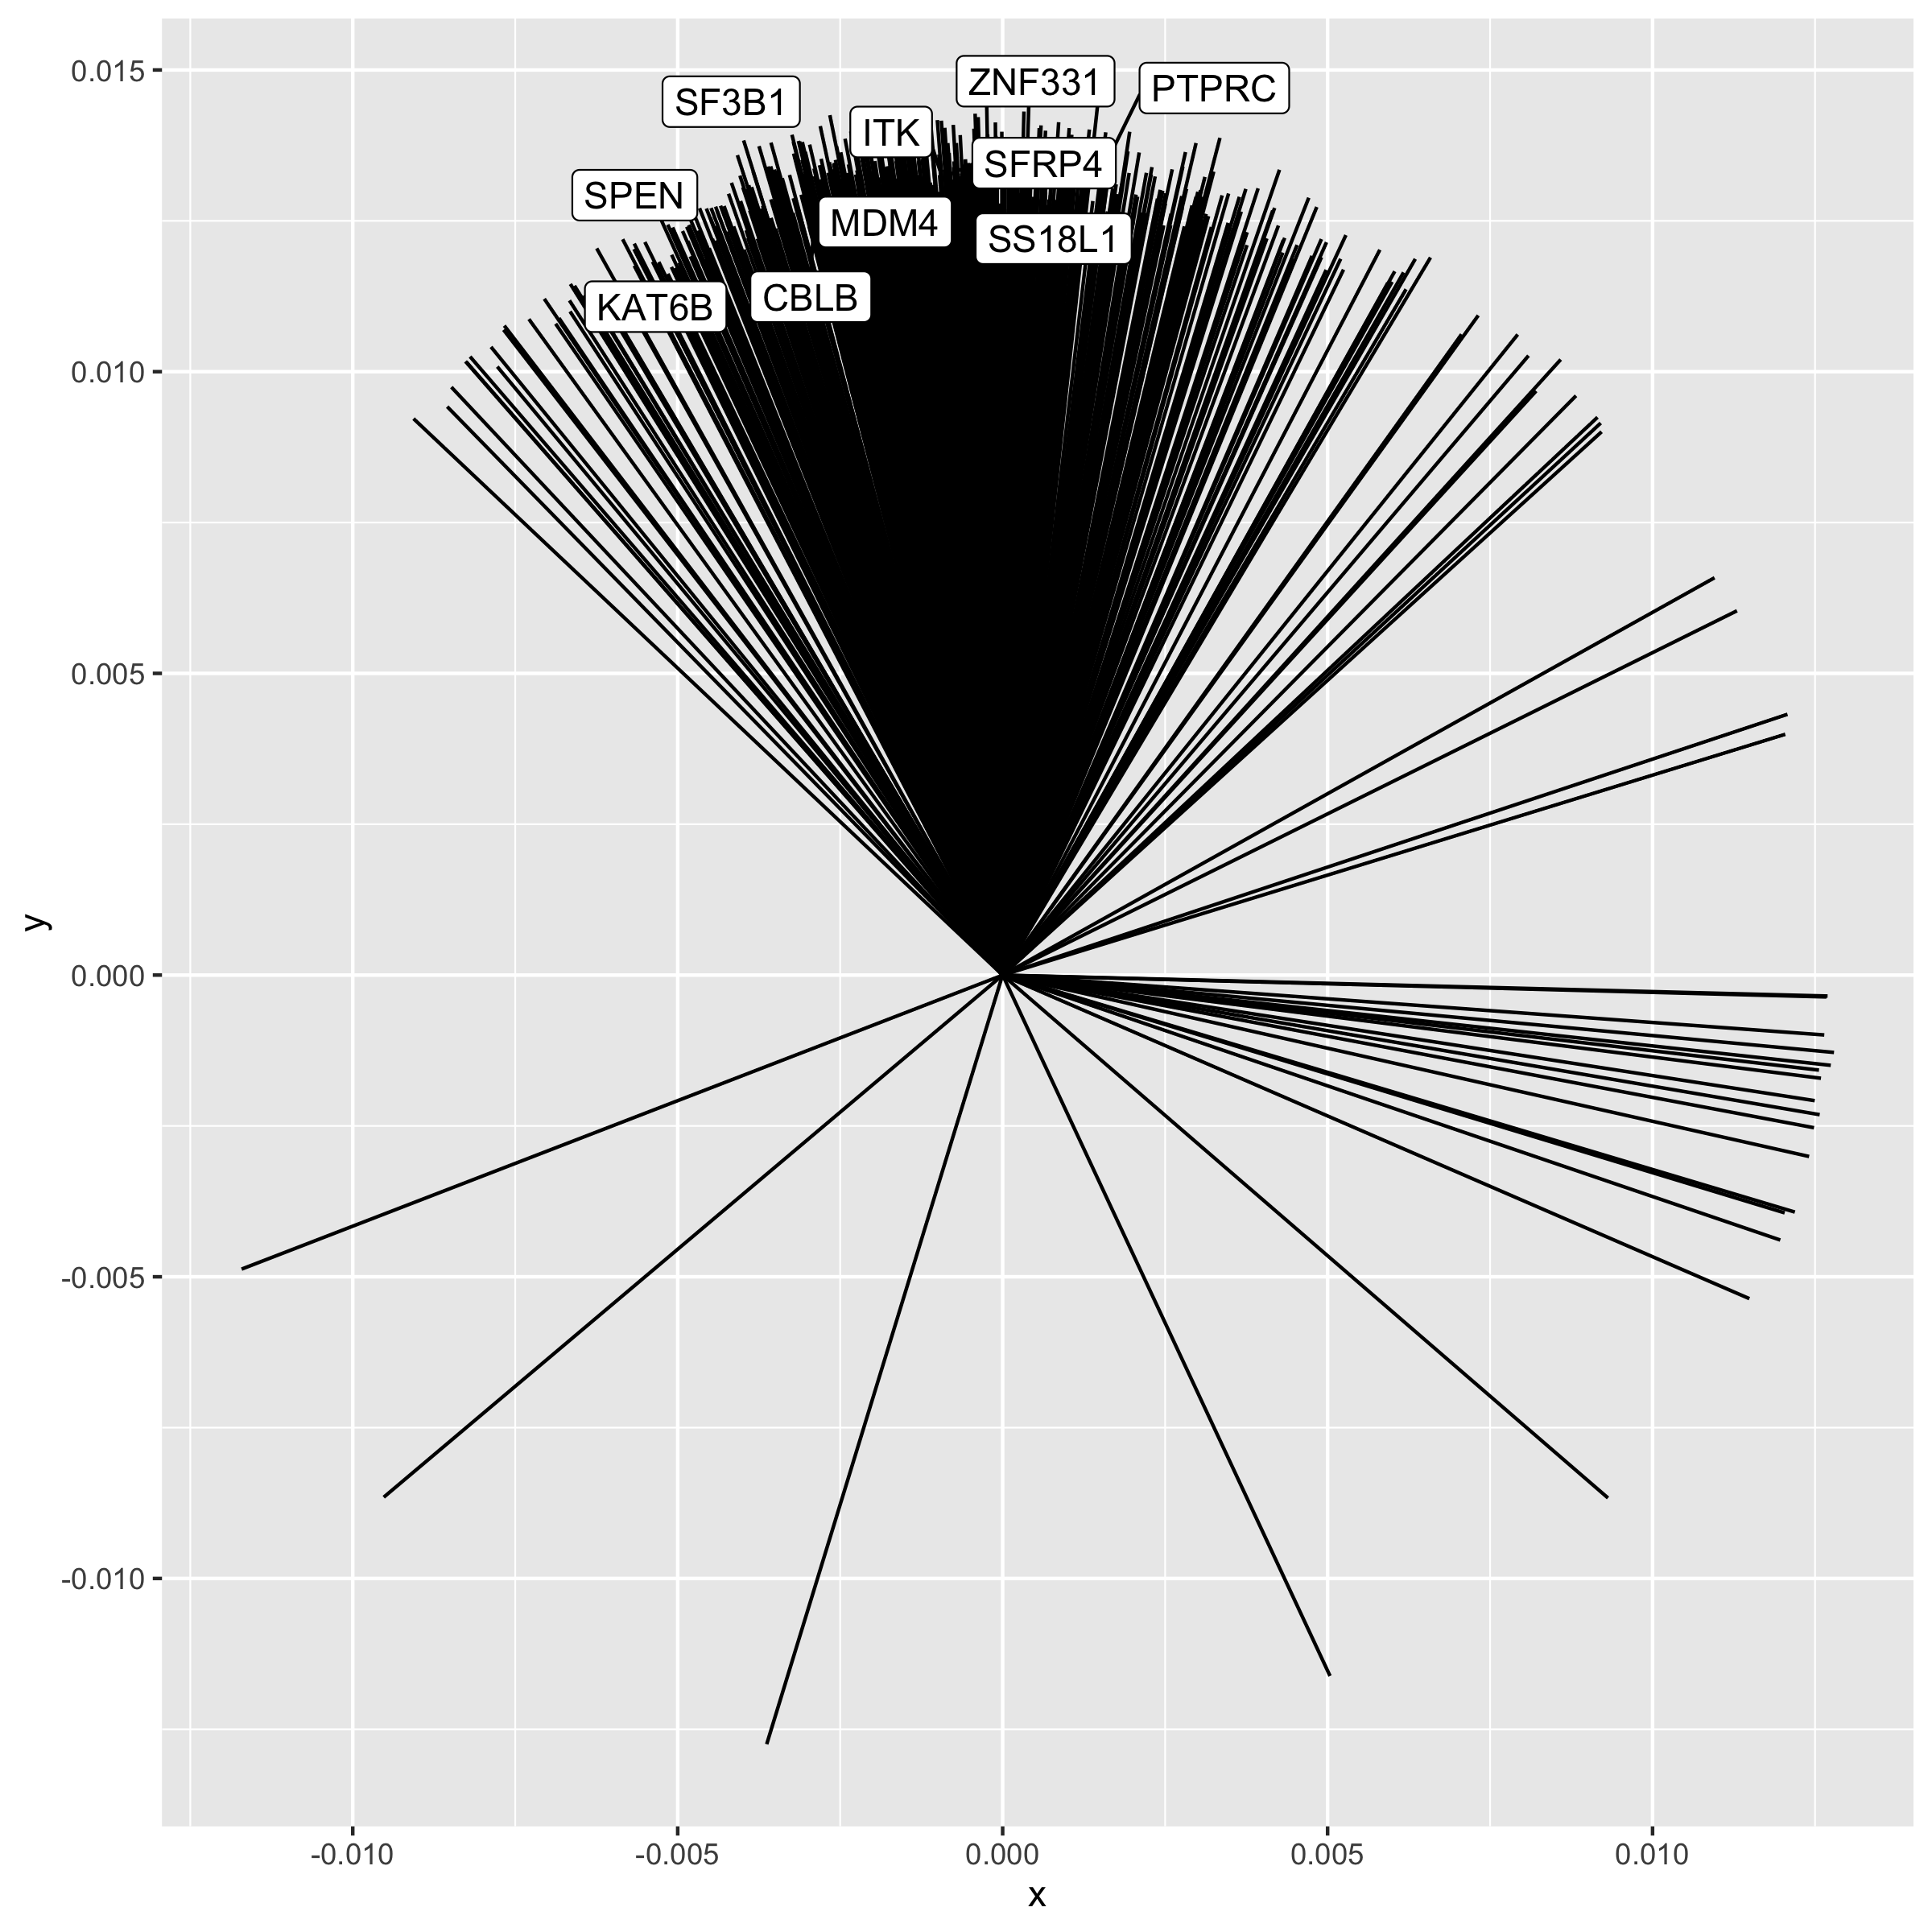 0.015
0.010
0.005
0.000
-0.005
-0.010
y
ZNF331
PTPRC
SF3B1
ITK
SFRP4
SPEN
MDM4
SS18L1
CBLB
KAT6B
-0.010
-0.005
0.000
0.005
0.010
x